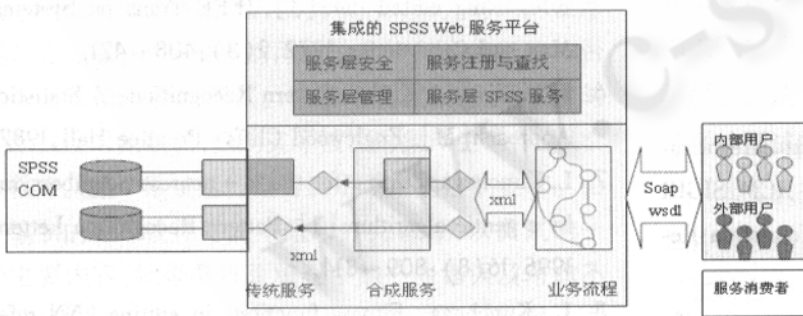 集成的 SPSS Web 服务平台
服务层安全
服务注册与查找
服务层管理
服务层 SPSS 服务
SPSS
COM
xml
xml
传统服务
合成服务
业务流程
Soap
wsdl
内部用户
外部用户
服务消费者